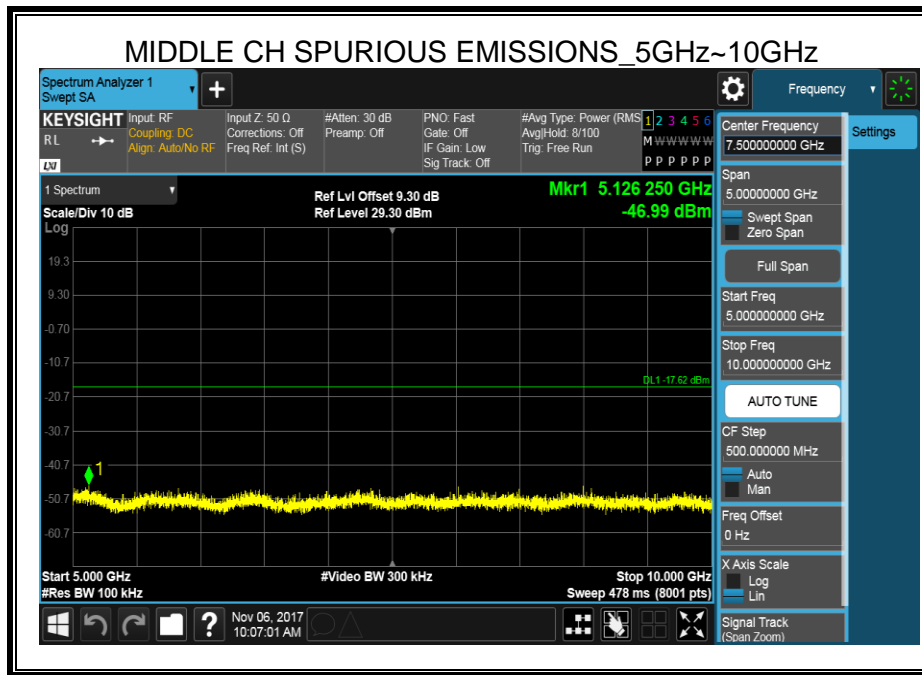 MIDDLE CH SPURIOUS EMISSIONS_5GHz~10GHz
Spectrum Analyzer 1
Swept SA
+
Frequency
KEYSIGHT
RL
LXI
Input: RF
Coupling: DC
Align: Auto/No RF
Input Z: 50 Ω
Corrections: Off
Freq Ref: Int (S)
#Atten: 30 dB
Preamp: Off
PNO: Fast
Gate: Off
IF Gain: Low
Sig Track: Off
#Avg Type: Power (RMS
Avg|Hold: 8/100
Trig: Free Run
1 2 3 4 5 6
M W W W W W
P P P P P P
1 Spectrum
Scale/Div 10 dB
Ref Lvl Offset 9.30 dB
Ref Level 29.30 dBm
Mkr1 5.126 250 GHz
-46.99 dBm
Log
19.3
9.30
-0.70
-10.7
-20.7
-30.7
-40.7
-50.7
-60.7
DL1 -17.62 dBm
1
Start 5.000 GHz
#Res BW 100 kHz
#Video BW 300 kHz
Stop 10.000 GHz
Sweep 478 ms (8001 pts)
?
Nov 06, 2017
10:07:01 AM
Center Frequency
7.500000000 GHz
Span
5.00000000 GHz
Swept Span
Zero Span
Full Span
Start Freq
5.000000000 GHz
Stop Freq
10.000000000 GHz
AUTO TUNE
CF Step
500.000000 MHz
Auto
Man
Freq Offset
0 Hz
X Axis Scale
Log
Lin
Signal Track
(Span Zoom)
Settings